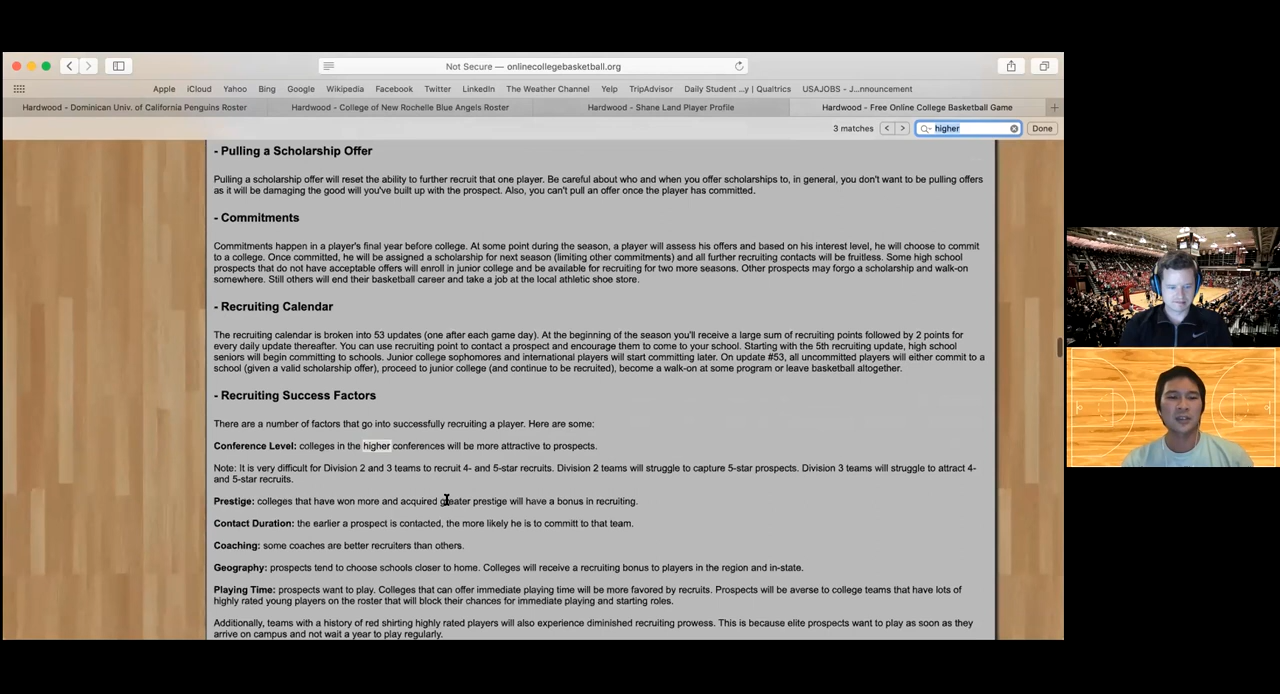 Not Secure — onlinecollegebasketball.org
Apple iCloud Yahoo Bing Google Wikipedia Facebook Twitter LinkedIn The Weather Channel Yelp TripAdvisor Daily Student ...y | Qualtrics USAJOBS - J...nnouncement
Hardwood - Dominican Univ. of California Penguins Roster Hardwood - College of New Rochelle Blue Angels Roster Hardwood - Shane Land Player Profile Hardwood - Free Online College Basketball Game
3 matches higher Done
- Pulling a Scholarship Offer
Pulling a scholarship offer will reset the ability to further recruit that one player. Be careful about who and when you offer scholarships to, in general, you don't want to be pulling offers
as it will be damaging the good will you've built up with the prospect. Also, you can't pull an offer once the player has committed.
- Commitments
Commitments happen in a player's final year before college. At some point during the season, a player will assess his offers and based on his interest level, he will choose to commit
to a college. Once committed, he will be assigned a scholarship for next season (limiting other commitments) and all further recruiting contacts will be fruitless. Some high school
prospects that do not have acceptable offers will enroll in junior college and be available for recruiting for two more seasons. Other prospects may forgo a scholarship and walk-on
somewhere. Still others will end their basketball career and take a job at the local athletic shoe store.
- Recruiting Calendar
The recruiting calendar is broken into 53 updates (one after each game day). At the beginning of the season you'll receive a large sum of recruiting points followed by 2 points for
every daily update thereafter. You can use recruiting point to contact a prospect and encourage them to come to your school. Starting with the 5th recruiting update, high school
seniors will begin committing to schools. Junior college sophomores and international players will start committing later. On update #53, all uncommitted players will either commit to a
school (given a valid scholarship offer), proceed to junior college (and continue to be recruited), become a walk-on at some program or leave basketball altogether.
- Recruiting Success Factors
There are a number of factors that go into successfully recruiting a player. Here are some:
Conference Level: colleges in the higher conferences will be more attractive to prospects.
Note: It is very difficult for Division 2 and 3 teams to recruit 4- and 5-star recruits. Division 2 teams will struggle to capture 5-star prospects. Division 3 teams will struggle to attract 4-
and 5-star recruits.
Prestige: colleges that have won more and acquired greater prestige will have a bonus in recruiting.
Contact Duration: the earlier a prospect is contacted, the more likely he is to committ to that team.
Coaching: some coaches are better recruiters than others.
Geography: prospects tend to choose schools closer to home. Colleges will receive a recruiting bonus to players in the region and in-state.
Playing Time: prospects want to play. Colleges that can offer immediate playing time will be more favored by recruits. Prospects will be averse to college teams that have lots of
highly rated young players on the roster that will block their chances for immediate playing and starting roles.
Additionally, teams with a history of red shirting highly rated players will also experience diminished recruiting prowess. This is because elite prospects want to play as soon as they
arrive on campus and not wait a year to play regularly.